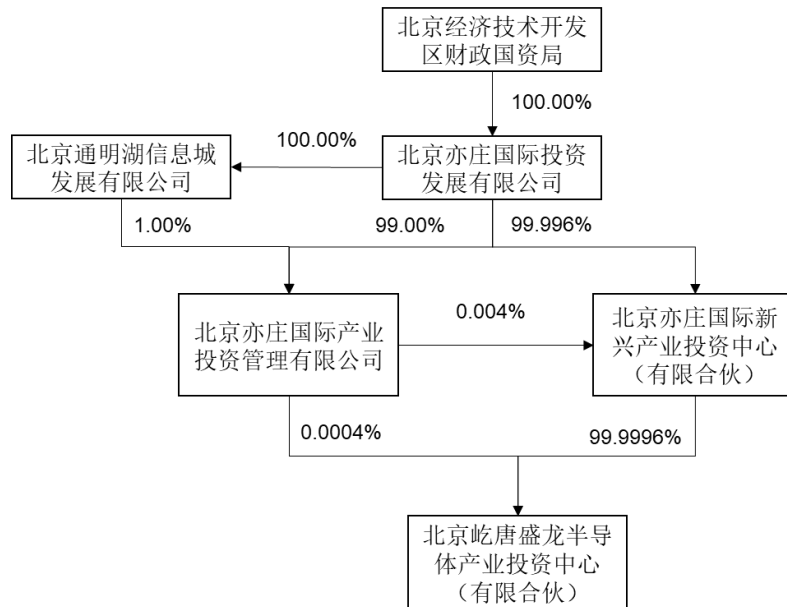 北京经济技术开发
区财政国资局
100.00%
100.00%
北京通明湖信息城
发展有限公司
北京亦庄国际投资
发展有限公司
1.00%
99.00%
99.996%
北京亦庄国际产业
投资管理有限公司
0.004%
北京亦庄国际新
兴产业投资中心
（有限合伙）
0.0004%
99.9996%
北京屹唐盛龙半导
体产业投资中心
（有限合伙）